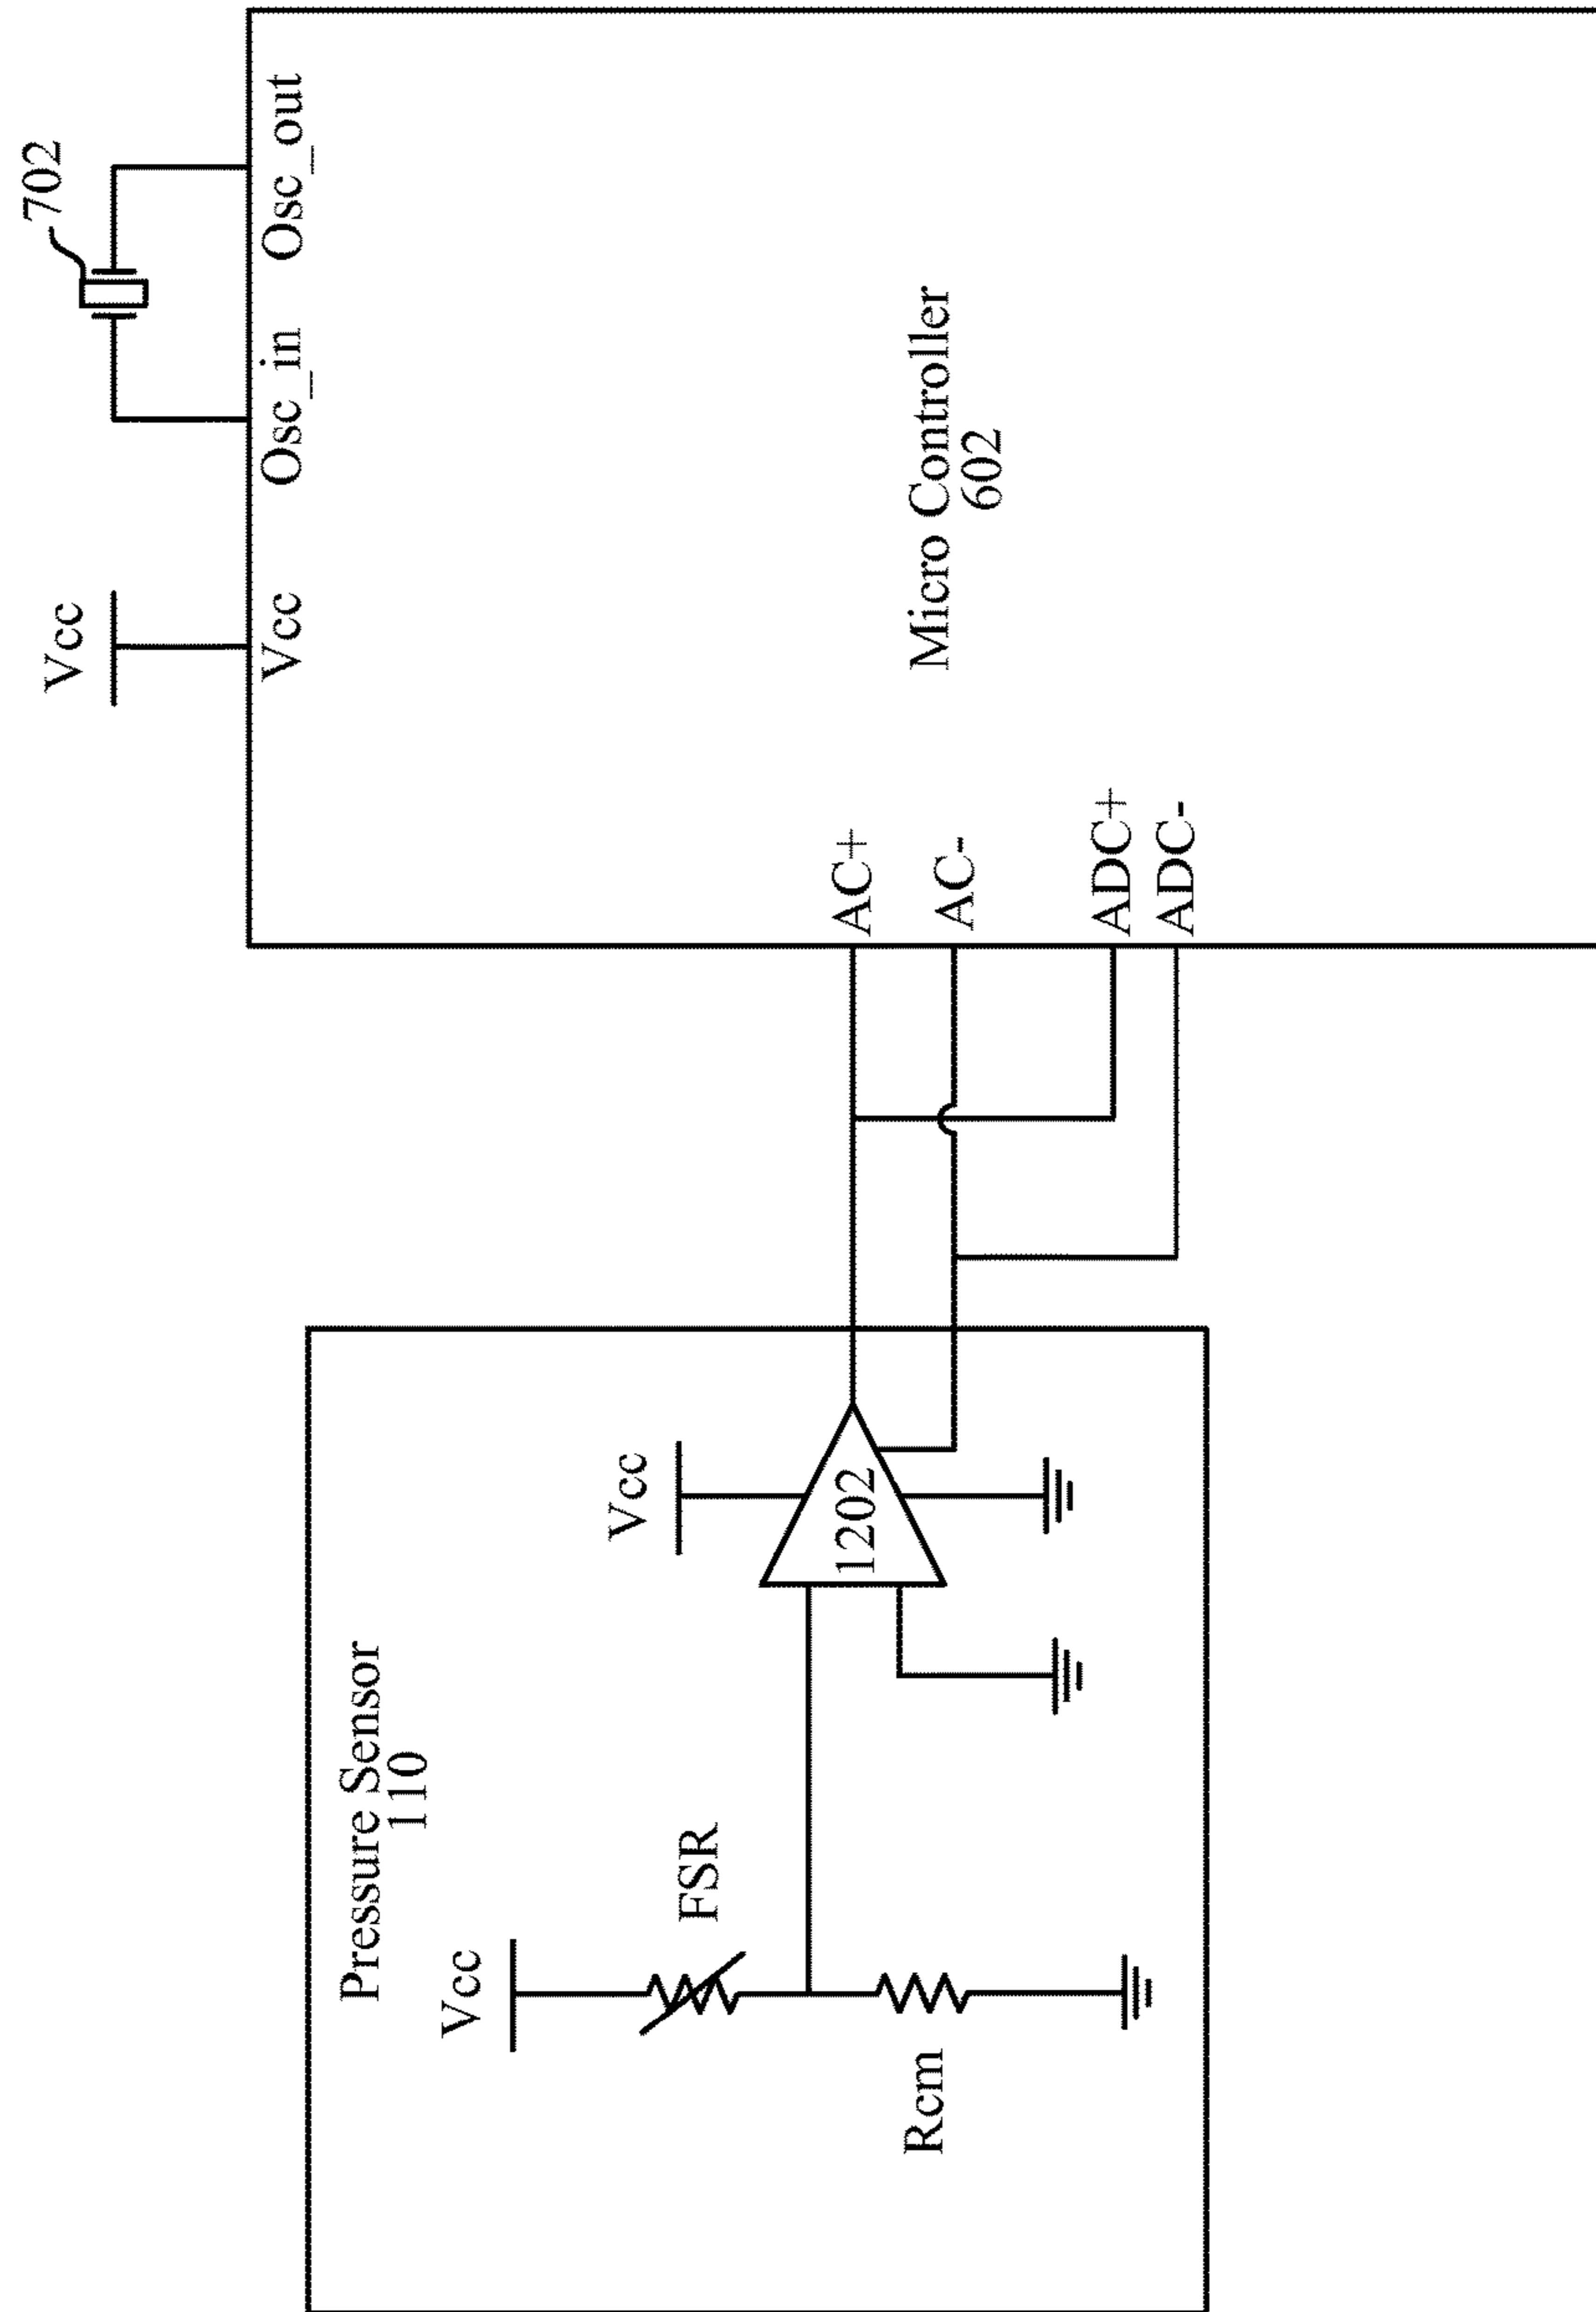 702
Vcc
Vcc
Osc_in
Osc_out
Pressure Sensor
110
Vcc
FSR
Rcm
Vcc
1202
AC+
AC-
ADC+
ADC-
Micro Controller
602